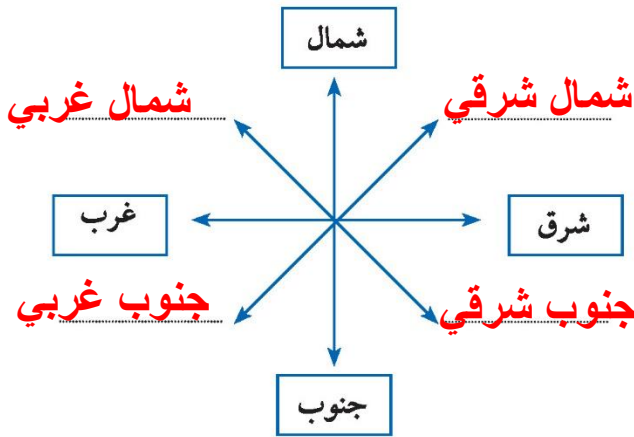 شمال
شمال شرقي
شمال غربي
شرق
غرب
جنوب شرقي
جنوب غربي
جنوب